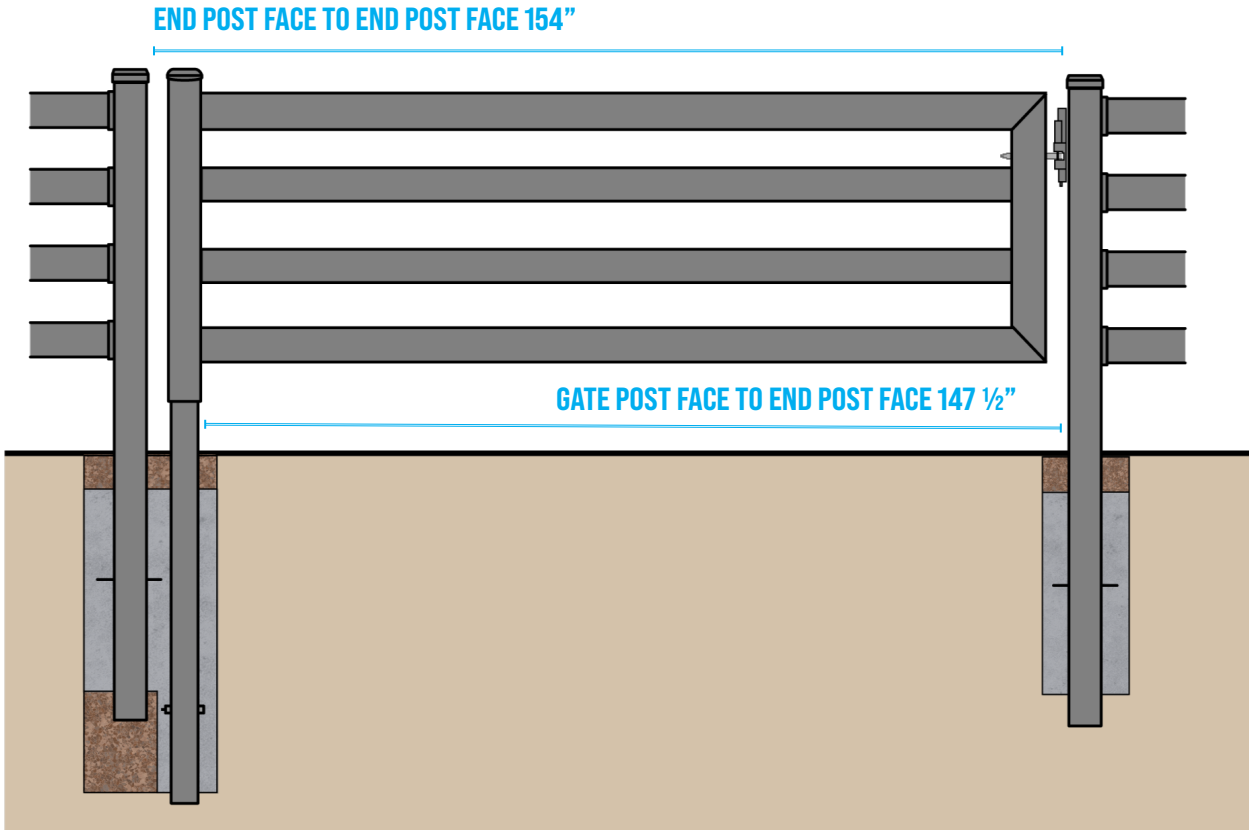 END POST FACE TO END POST FACE 154”
GATE POST FACE TO END POST FACE 147 ½”